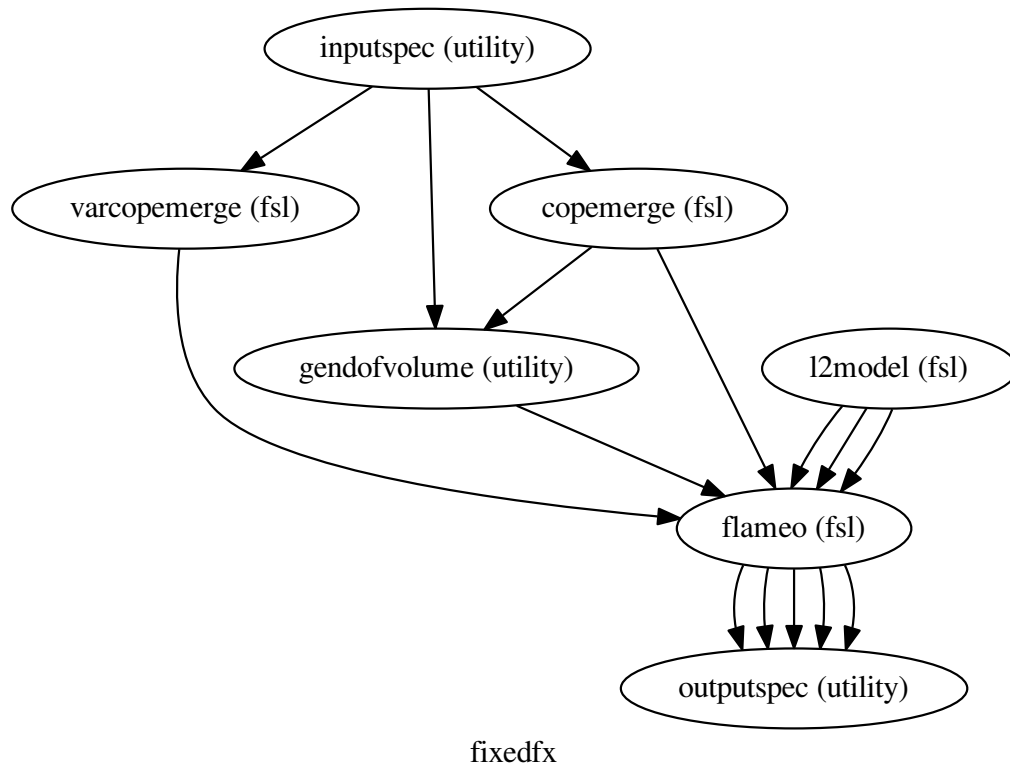 inputspec (utility)
varcopemerge (fsl)
copemerge (fsl)
gendofvolume (utility)
l2model (fsl)
flameo (fsl)
outputspec (utility)
fixedfx